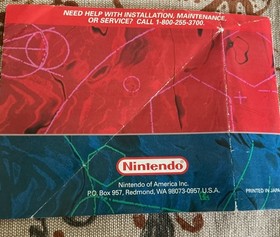 NEED HELP WITH INSTALLATION, MAINTENANCE,
OR SERVICE? CALL 1-800-255-3700.
Nintendo
Nintendo of America Inc.
P.O. Box 957, Redmond, WA 98073-0957 U.S.A.
PRINTED IN JAPAN